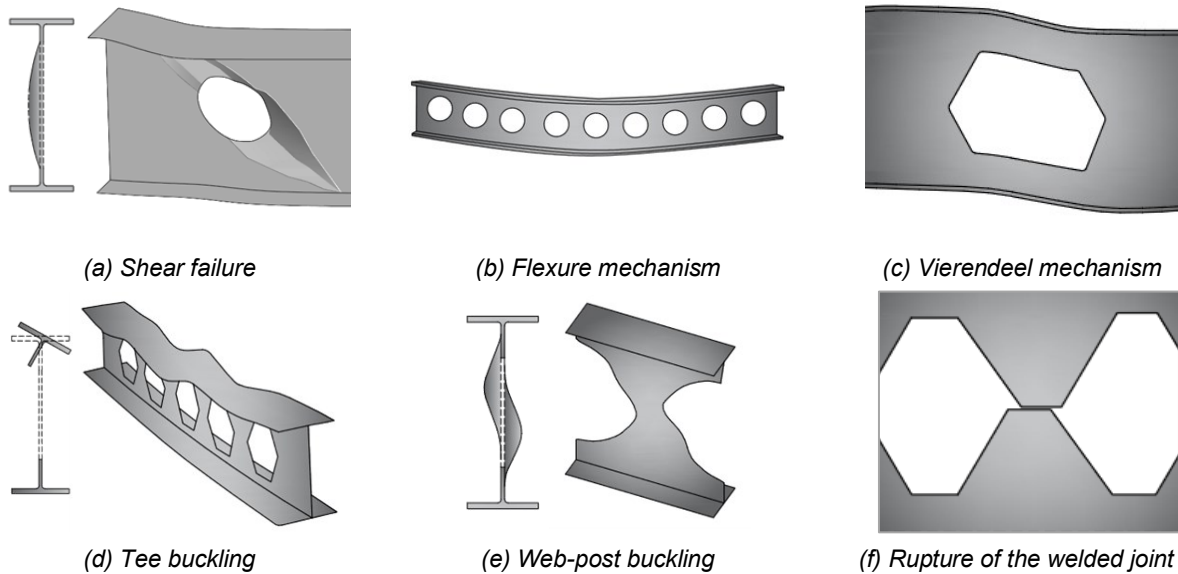 (a) Shear failure
(b) Flexure mechanism
(c) Vierendeel mechanism
(d) Tee buckling
(e) Web-post buckling
(f) Rupture of the welded joint